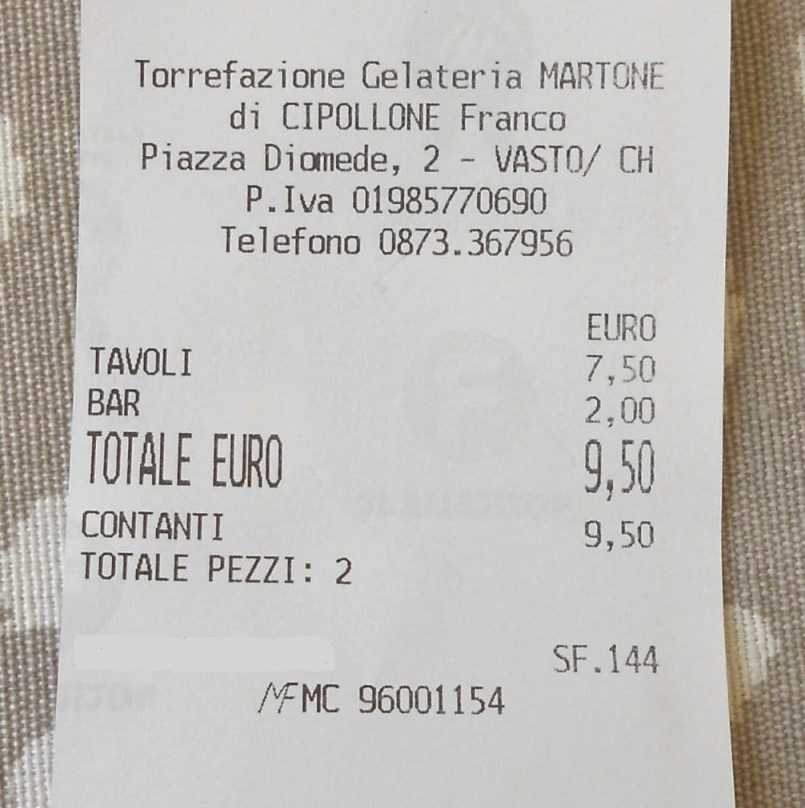 Torrefazione Gelateria MARTONE
di CIPOLLONE Franco
Piazza Diomede, 2 - VASTO/ CH
P.Iva 01985770690
Telefono 0873.367956
EURO
TAVOLI 7,50
BAR 2,00
TOTALE EURO 9,50
CONTANTI 9,50
TOTALE PEZZI: 2
SF.144
MF MC 96001154